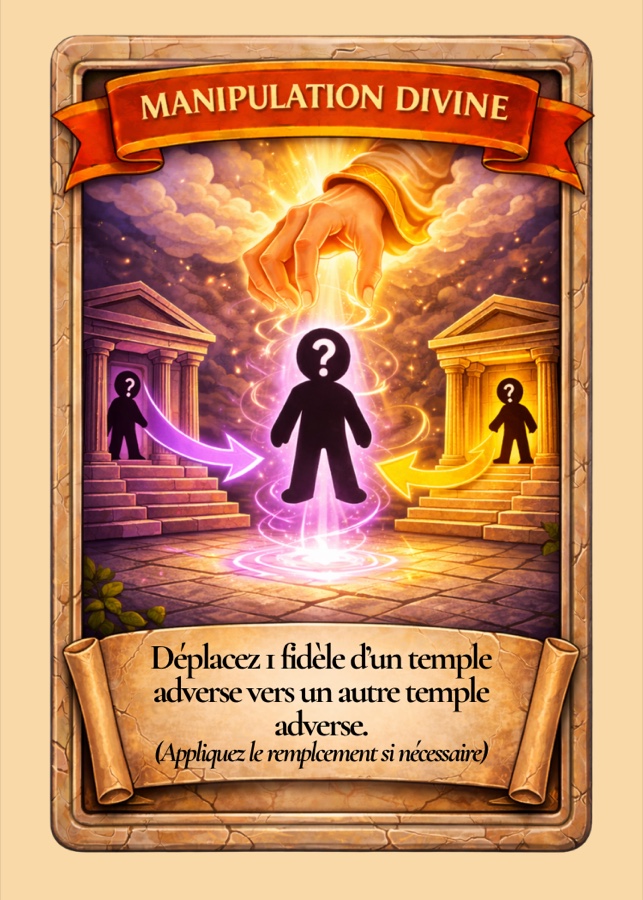 MANIPULATION DIVINE
?
?
?
Déplacez 1 fidèle d'un temple
adverse vers un autre temple
adverse.
(Appliquez le remplcement si nécessaire)